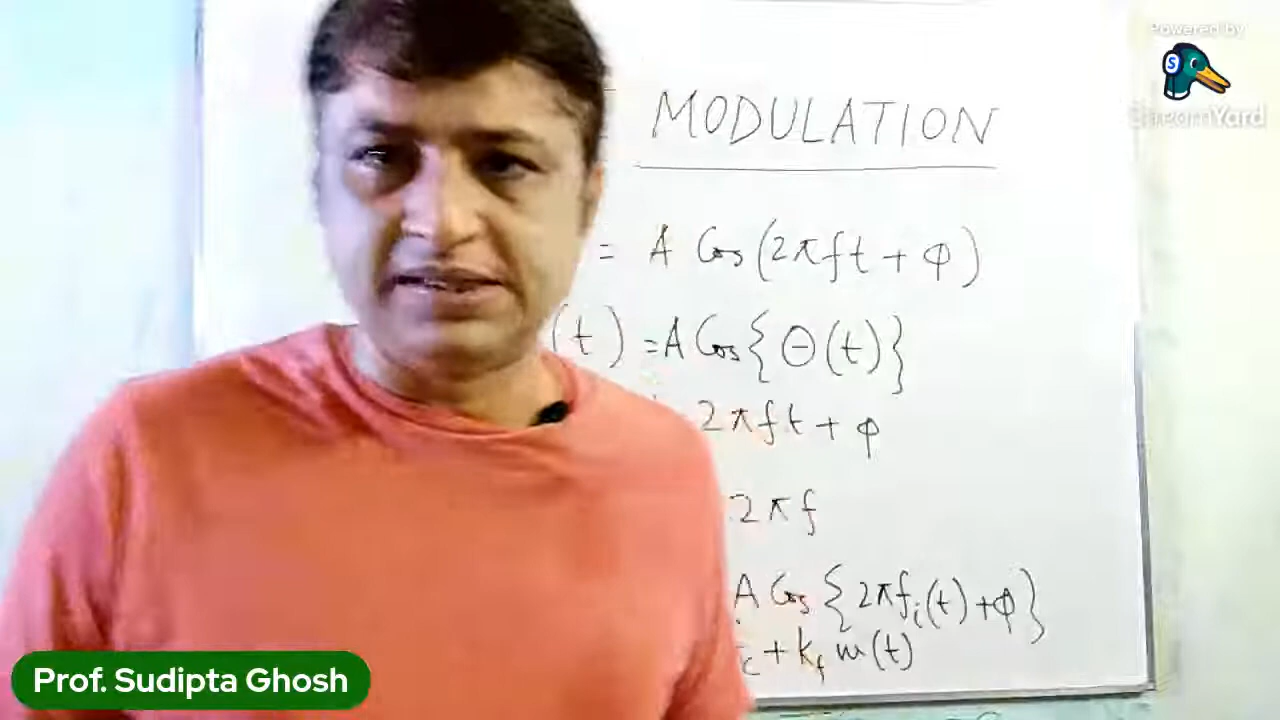 Powered by
StreamYard
MODULATION
= A Cos(2πft + φ)
(t) = A Cos{θ(t)}
2πft + φ
2πf
A Cos{2πfᵢ(t) + φ}
c + k_f m(t)
Prof. Sudipta Ghosh